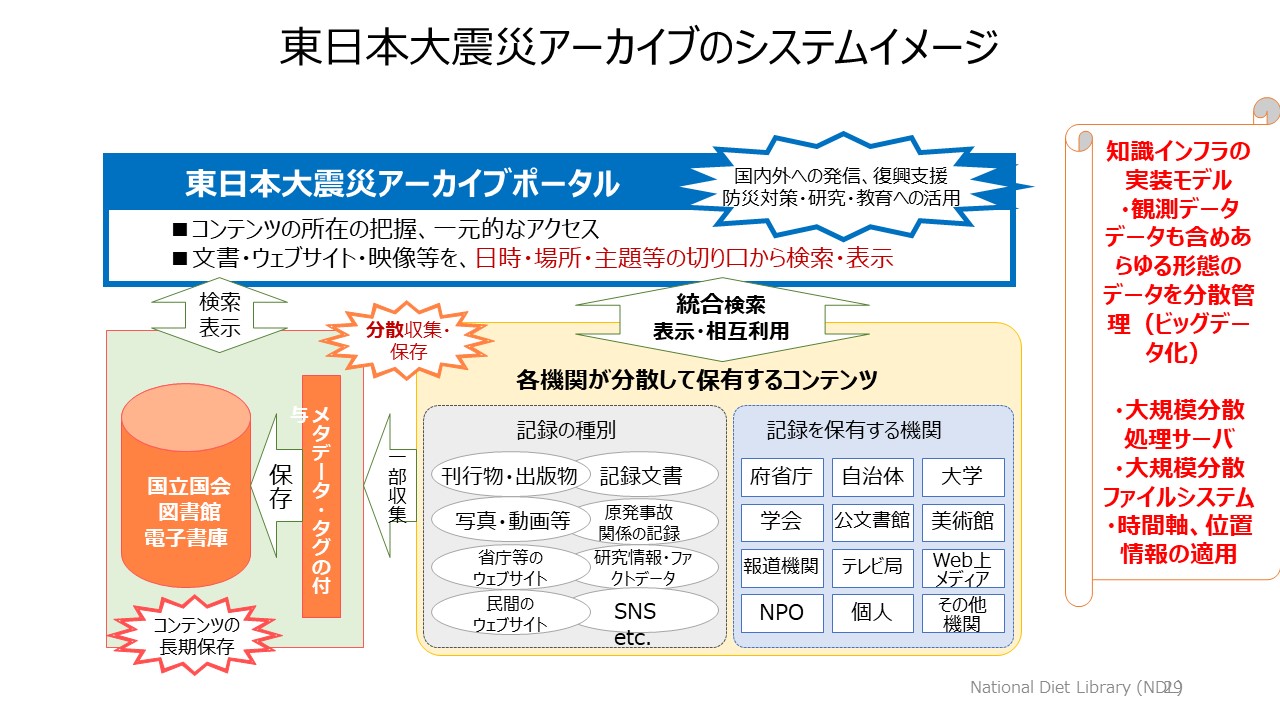 東日本大震災アーカイブのシステムイメージ
東日本大震災アーカイブポータル
国内外への発信、復興支援
防災対策・研究・教育への活用
■コンテンツの所在の把握、一元的なアクセス
■文書・ウェブサイト・映像等を、日時・場所・主題等の切り口から検索・表示
検索
表示
分散収集・
保存
統合検索
表示・相互利用
各機関が分散して保有するコンテンツ
国立国会
図書館
電子書庫
保存
メタデータ・タグの付
与
一部収集
コンテンツの
長期保存
記録の種別
刊行物・出版物
記録文書
写真・動画等
原発事故
関係の記録
省庁等の
ウェブサイト
研究情報・ファ
クトデータ
民間の
ウェブサイト
SNS
etc.
記録を保有する機関
府省庁
自治体
大学
学会
公文書館
美術館
報道機関
テレビ局
Web上
メディア
NPO
個人
その他
機関
知識インフラの
実装モデル
・観測データ
データも含めあ
らゆる形態の
データを分散管
理（ビッグデー
タ化）
・大規模分散
処理サーバ
・大規模分散
ファイルシステム
・時間軸、位置
情報の適用
National Diet Library (NDL)
29